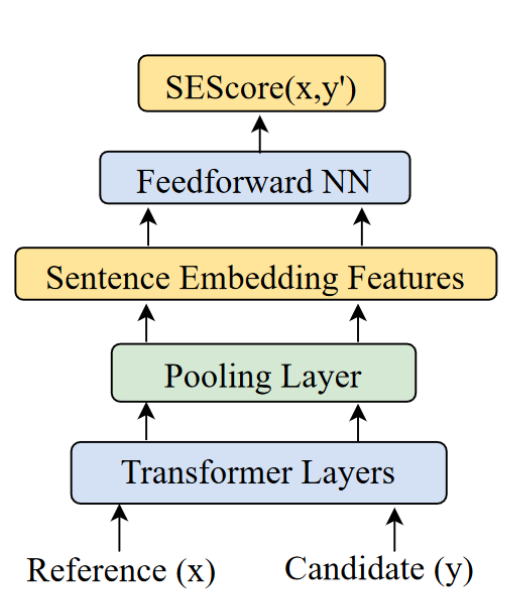 SEScore(x,y')
Feedforward NN
Sentence Embedding Features
Pooling Layer
Transformer Layers
Reference (x) Candidate (y)